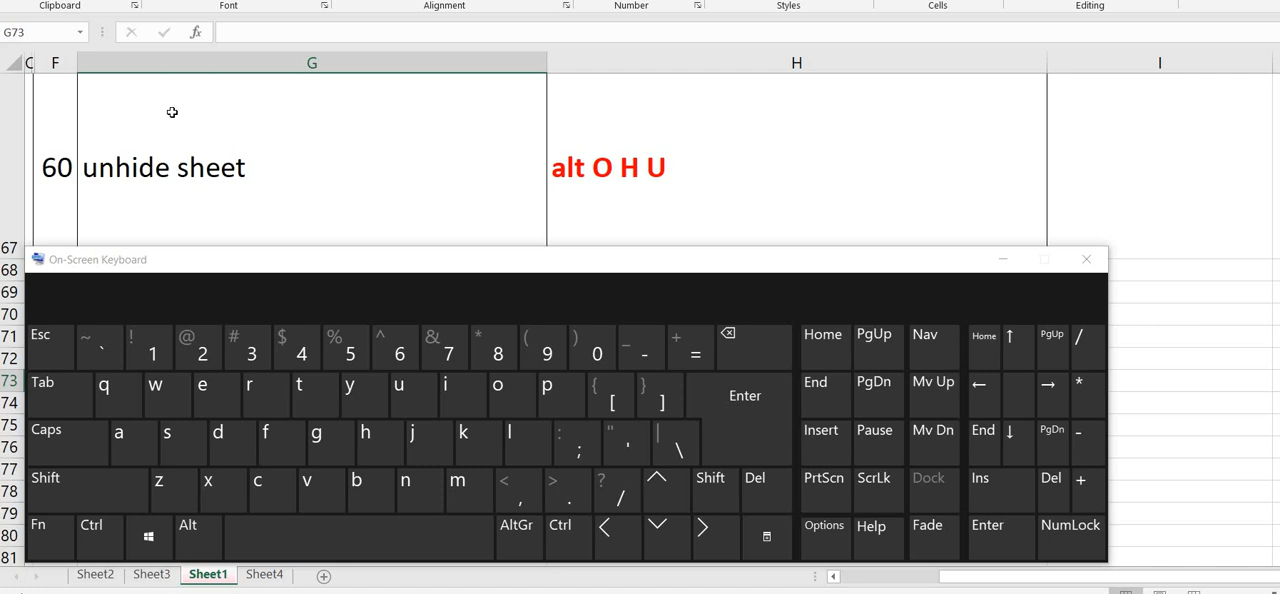 Clipboard Font Alignment Number Styles Cells Editing
G73 fx
C F G H I
60 unhide sheet alt O H U
67
On-Screen Keyboard
68
69
70
71
72
73
74
75
76
77
78
79
80
81
Esc ~ ` ! 1 @ 2 # 3 $ 4 % 5 ^ 6 & 7 * 8 ( 9 ) 0 _ - + = Home PgUp Nav Home ↑ PgUp /
Tab q w e r t y u i o p { [ } ] Enter End PgDn Mv Up ← → *
Caps a s d f g h j k l : ; " ' | \ Insert Pause Mv Dn End ↓ PgDn -
Shift z x c v b n m < , > . ? / Shift Del PrtScn ScrLk Dock Ins Del +
Fn Ctrl Alt AltGr Ctrl Options Help Fade Enter NumLock
Sheet2 Sheet3 Sheet1 Sheet4